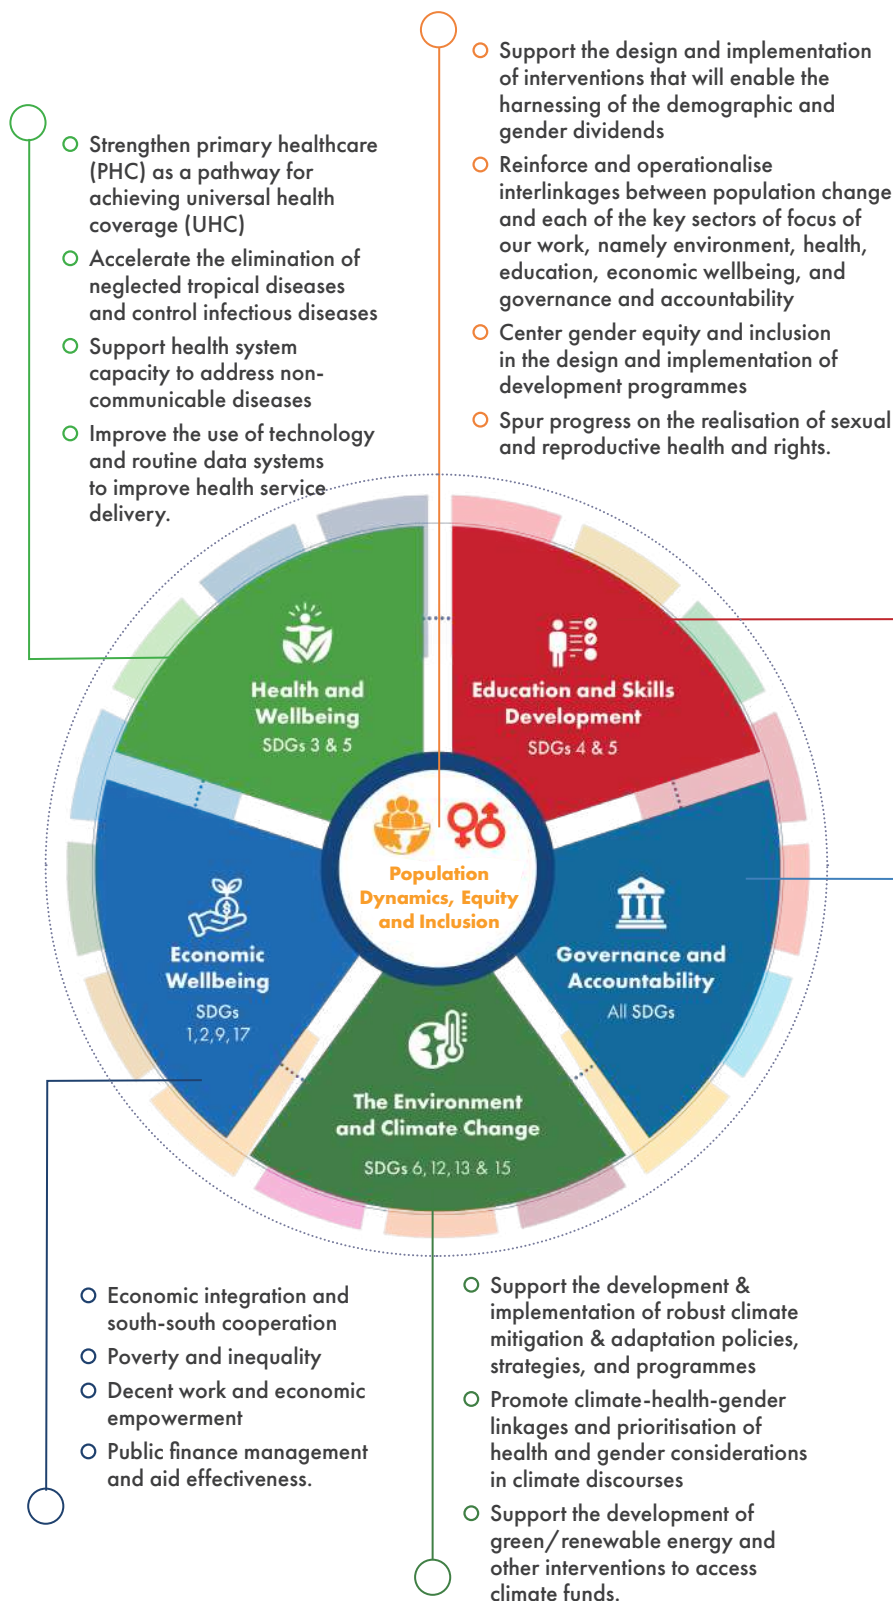 Support the design and implementation
of interventions that will enable the
harnessing of the demographic and
gender dividends
Reinforce and operationalise
interlinkages between population change
and each of the key sectors of focus of
our work, namely environment, health,
education, economic wellbeing, and
governance and accountability
Center gender equity and inclusion
in the design and implementation of
development programmes
Spur progress on the realisation of sexual
and reproductive health and rights.
Strengthen primary healthcare
(PHC) as a pathway for
achieving universal health
coverage (UHC)
Accelerate the elimination of
neglected tropical diseases
and control infectious diseases
Support health system
capacity to address non-
communicable diseases
Improve the use of technology
and routine data systems
to improve health service
delivery.
Health and
Wellbeing
SDGs 3 & 5
Education and Skills
Development
SDGs 4 & 5
Population
Dynamics, Equity
and Inclusion
Economic
Wellbeing
SDGs
1,2,9,17
Governance and
Accountability
All SDGs
The Environment
and Climate Change
SDGs 6,12,13 & 15
Economic integration and
south-south cooperation
Poverty and inequality
Decent work and economic
empowerment
Public finance management
and aid effectiveness.
Support the development &
implementation of robust climate
mitigation & adaptation policies,
strategies, and programmes
Promote climate-health-gender
linkages and prioritisation of
health and gender considerations
in climate discourses
Support the development of
green/renewable energy and
other interventions to access
climate funds.